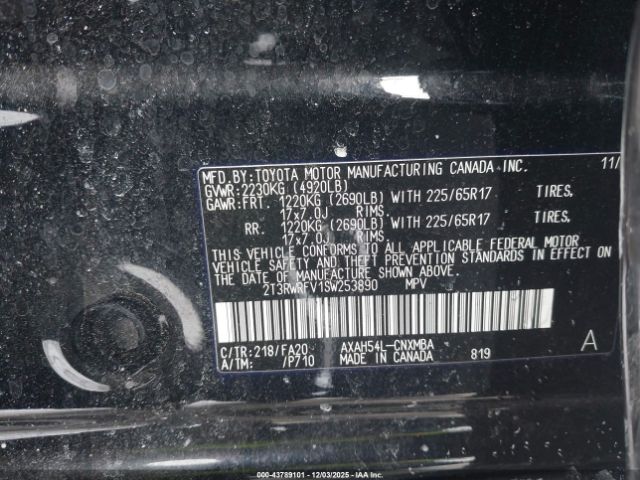 MFD.BY:TOYOTA MOTOR MANUFACTURING CANADA INC. 11/
GVWR:2230KG (4920LB)
GAWR:FRT. 1220KG (2690LB) WITH 225/65R17 TIRES,
17x7.0J RIMS.
RR. 1220KG (2690LB) WITH 225/65R17 TIRES,
17x7.0J RIMS.
THIS VEHICLE CONFORMS TO ALL APPLICABLE FEDERAL MOTOR
VEHICLE SAFETY AND THEFT PREVENTION STANDARDS IN EFFECT ON
THE DATE OF MANUFACTURE SHOWN ABOVE.
2T3RWRFV1SW253890 MPV
C/TR:218/FA20 AXAH54L-CNXMBA A
A/TM: /P710 MADE IN CANADA 819
000-43789101 - 12/03/2025 - IAA Inc.